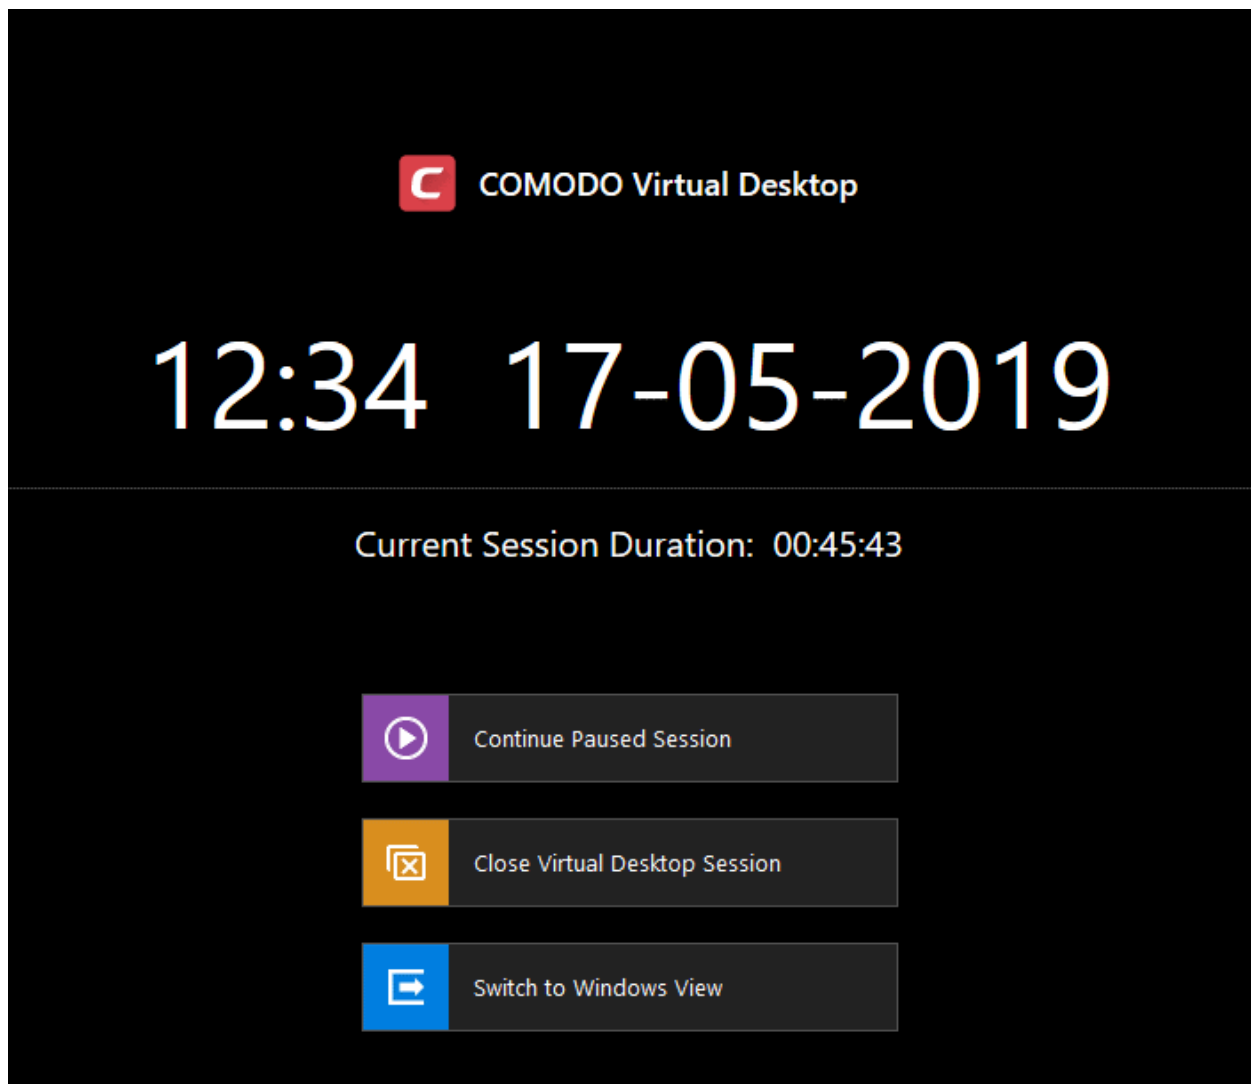 COMODO Virtual Desktop
12:34 17-05-2019
Current Session Duration: 00:45:43
Continue Paused Session
Close Virtual Desktop Session
Switch to Windows View